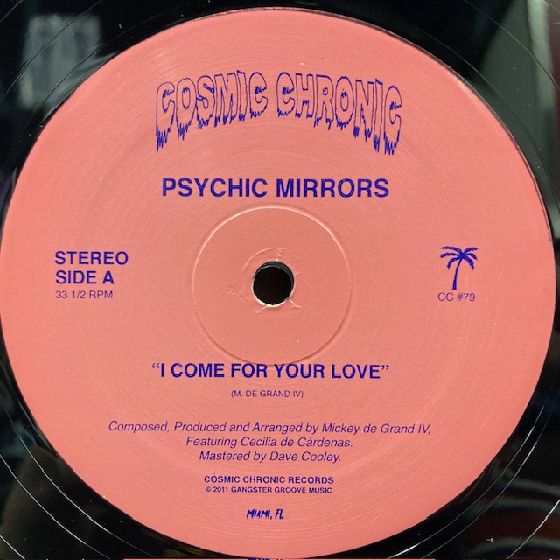 COSMIC CHRONIC
PSYCHIC MIRRORS
STEREO
SIDE A
33 1/2 RPM
CC #79
"I COME FOR YOUR LOVE"
(M. DE GRAND IV)
Composed, Produced and Arranged by Mickey de Grand IV,
Featuring Cecilia de Cárdenas.
Mastered by Dave Cooley.
COSMIC CHRONIC RECORDS
© 2011 GANGSTER GROOVE MUSIC
MIAMI, FL